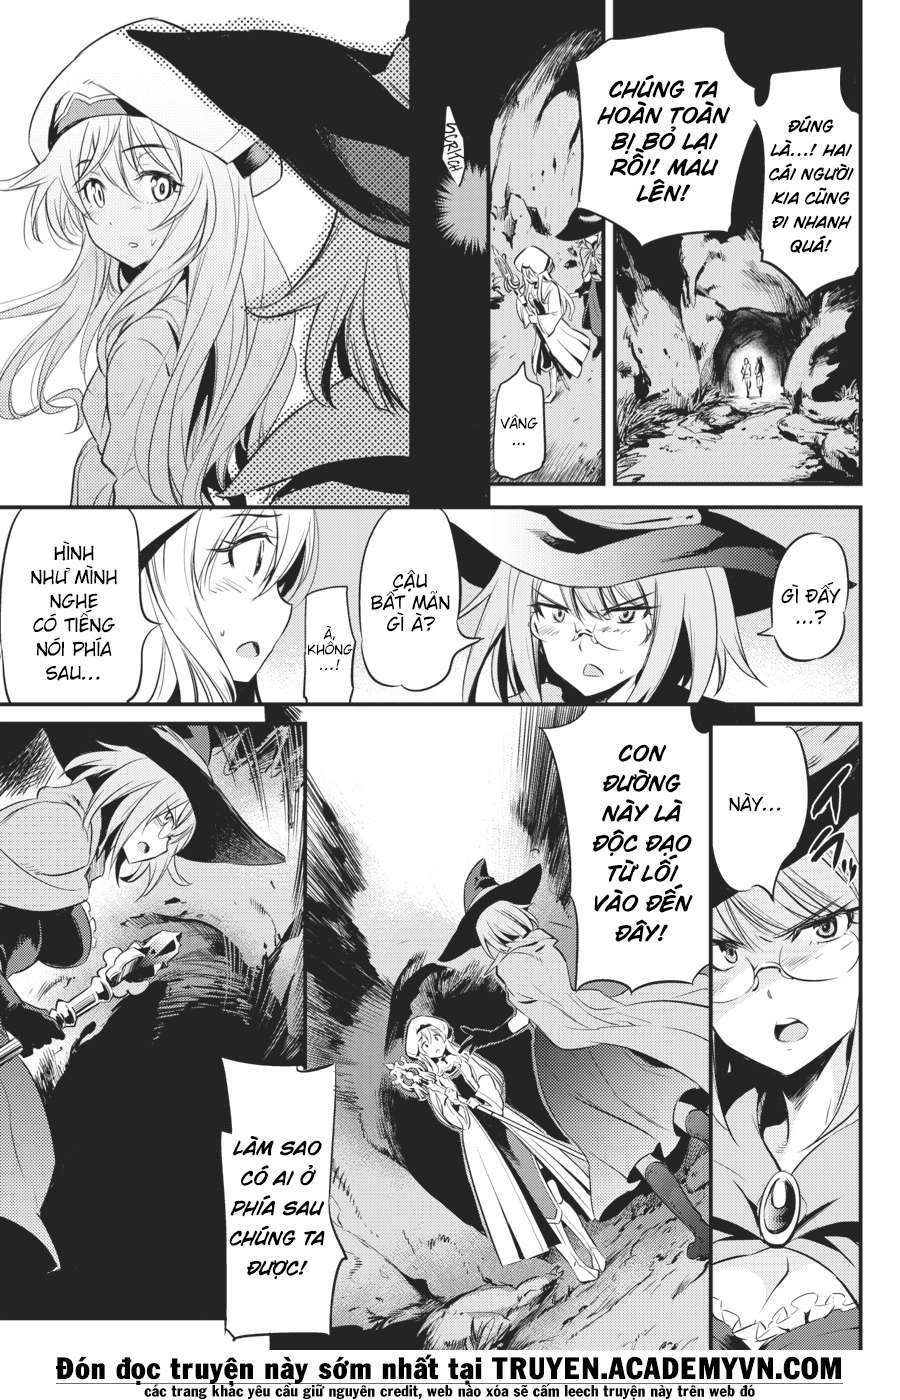 ĐÚNG
LÀ...! HAI
CÁI NGƯỜI
KIA CŨNG
ĐI NHANH
QUÁ!
CHÚNG TA
HOÀN TOÀN
BỊ BỎ LẠI
RỒI! MAU
LÊN!
VÂNG
...
GÌ ĐẤY
...?
CẬU
BẤT MÃN
GÌ À?
À,
KHÔNG
...!
HÌNH
NHƯ MÌNH
NGHE
CÓ TIẾNG
NÓI PHÍA
SAU...
NÀY...
CON
ĐƯỜNG
NÀY LÀ
ĐỘC ĐẠO
TỪ LỐI
VÀO ĐẾN
ĐÂY!
LÀM SAO
CÓ AI Ở
PHÍA SAU
CHÚNG TA
ĐƯỢC!
Đón đọc truyện này sớm nhất tại TRUYEN.ACADEMYVN.COM
các trang khác yêu cầu giữ nguyên credit, web nào xóa sẽ cấm leech truyện này trên web đó